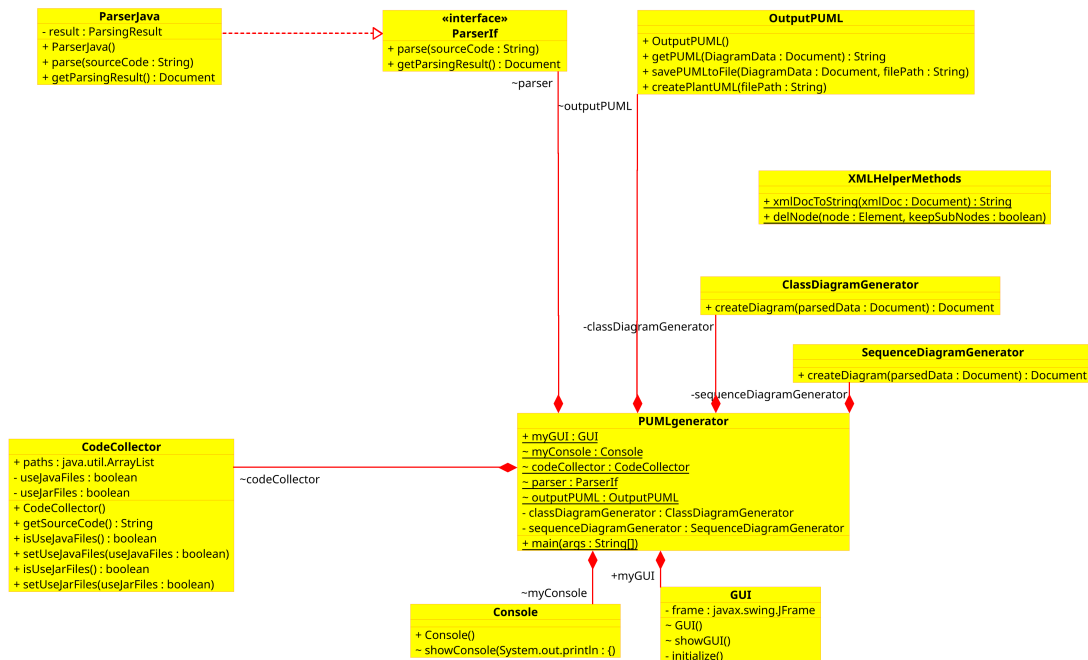 ParserJava
- result : ParsingResult
+ ParserJava()
+ parse(sourceCode : String)
+ getParsingResult() : Document
«interface»
ParserIf
+ parse(sourceCode : String)
+ getParsingResult() : Document
OutputPUML
+ OutputPUML()
+ getPUML(DiagramData : Document) : String
+ savePUMLtoFile(DiagramData : Document, filePath : String)
+ createPlantUML(filePath : String)
~parser
~outputPUML
XMLHelperMethods
+ xmlDocToString(xmlDoc : Document) : String
+ delNode(node : Element, keepSubNodes : boolean)
ClassDiagramGenerator
+ createDiagram(parsedData : Document) : Document
-classDiagramGenerator
SequenceDiagramGenerator
+ createDiagram(parsedData : Document) : Document
-sequenceDiagramGenerator
PUMLgenerator
+ myGUI : GUI
~ myConsole : Console
~ codeCollector : CodeCollector
~ parser : ParserIf
~ outputPUML : OutputPUML
- classDiagramGenerator : ClassDiagramGenerator
- sequenceDiagramGenerator : SequenceDiagramGenerator
+ main(args : String[])
CodeCollector
+ paths : java.util.ArrayList
- useJavaFiles : boolean
- useJarFiles : boolean
+ CodeCollector()
+ getSourceCode() : String
+ isUseJavaFiles() : boolean
+ setUseJavaFiles(useJavaFiles : boolean)
+ isUseJarFiles() : boolean
+ setUseJarFiles(useJarFiles : boolean)
~codeCollector
~myConsole
+myGUI
Console
+ Console()
~ showConsole(System.out.println : {)
GUI
- frame : javax.swing.JFrame
~ GUI()
~ showGUI()
- initialize()